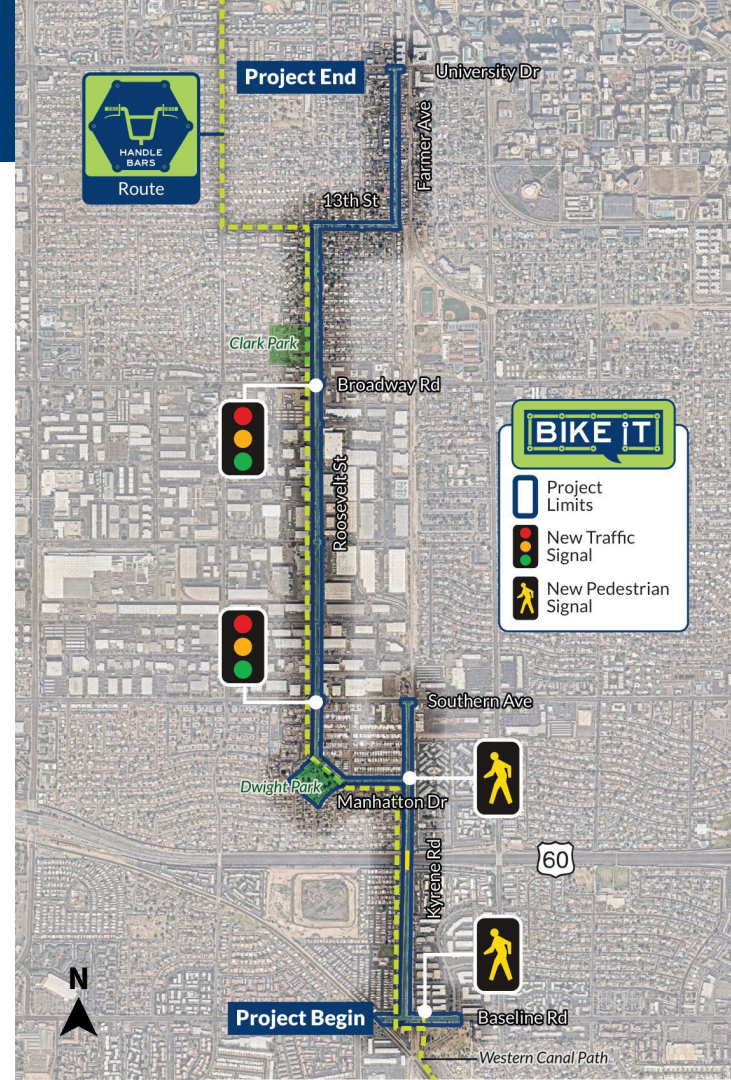 Project End
University Dr
HANDLE
BARS
Route
Farmer Ave
13th St
Clark Park
Broadway Rd
BIKE iT
Project
Limits
New Traffic
Signal
New Pedestrian
Signal
Roosevelt St
Southern Ave
Dwight Park
Manhatton Dr
60
Kyrene Rd
N
Project Begin
Baseline Rd
Western Canal Path